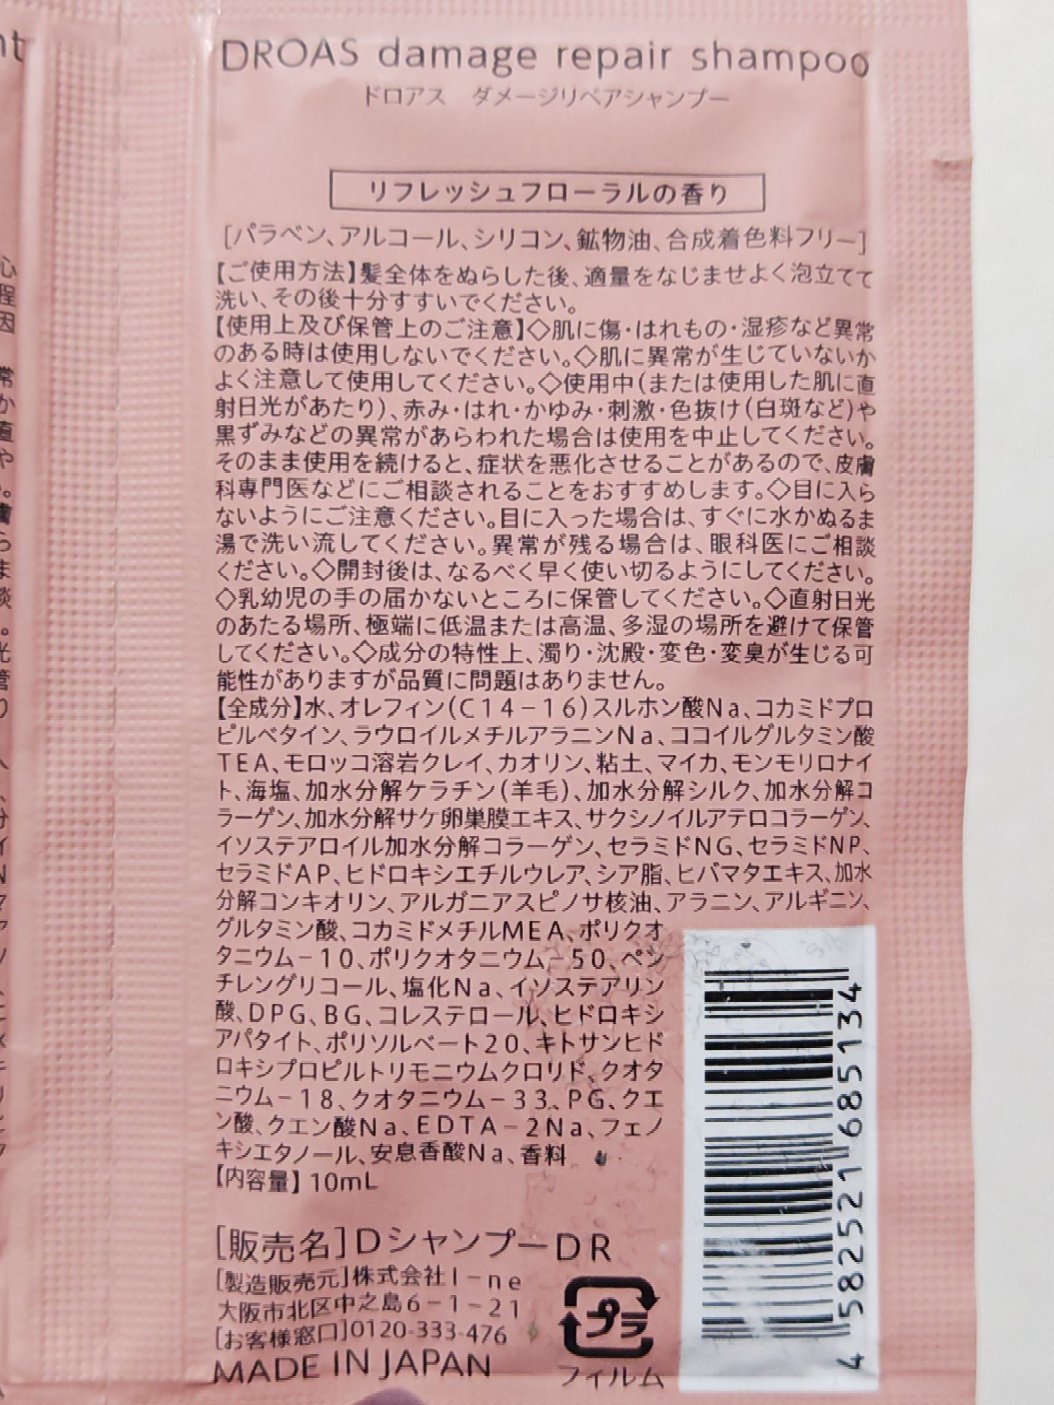 DROAS damage repair shampoo
ドロアス ダメージリペアシャンプー
リフレッシュフローラルの香り
[パラベン、アルコール、シリコン、鉱物油、合成着色料フリー]
【ご使用方法】髪全体をぬらした後、適量をなじませよく泡立てて
洗い、その後十分すすいでください。
【使用上及び保管上のご注意】◇肌に傷・はれもの・湿疹など異常
のある時は使用しないでください。◇肌に異常が生じていないか
よく注意して使用してください。◇使用中(または使用した肌に直
射日光があたり)、赤み・はれ・かゆみ・刺激・色抜け(白斑など)や
黒ずみなどの異常があらわれた場合は使用を中止してください。
そのまま使用を続けると、症状を悪化させることがあるので、皮膚
科専門医などにご相談されることをおすすめします。◇目に入ら
ないようにご注意ください。目に入った場合は、すぐに水かぬるま
湯で洗い流してください。異常が残る場合は、眼科医にご相談
ください。◇開封後は、なるべく早く使い切るようにしてください。
◇乳幼児の手の届かないところに保管してください。◇直射日光
のあたる場所、極端に低温または高温、多湿の場所を避けて保管
してください。◇成分の特性上、濁り・沈殿・変色・変臭が生じる可
能性がありますが品質に問題はありません。
【全成分】水、オレフィン(C14-16)スルホン酸Na、コカミドプロ
ピルベタイン、ラウロイルメチルアラニンNa、ココイルグルタミン酸
TEA、モロッコ溶岩クレイ、カオリン、粘土、マイカ、モンモリロナイ
ト、海塩、加水分解ケラチン(羊毛)、加水分解シルク、加水分解コ
ラーゲン、加水分解サケ卵巣膜エキス、サクシノイルアテロコラーゲン、
イソステアロイル加水分解コラーゲン、セラミドNG、セラミドNP、
セラミドAP、ヒドロキシエチルウレア、シア脂、ヒバマタエキス、加水
分解コンキオリン、アルガニアスピノサ核油、アラニン、アルギニン、
グルタミン酸、コカミドメチルMEA、ポリクオ
タニウム-10、ポリクオタニウム-50、ペン
チレングリコール、塩化Na、イソステアリン
酸、DPG、BG、コレステロール、ヒドロキシ
アパタイト、ポリソルベート20、キトサンヒド
ロキシプロピルトリモニウムクロリド、クオタ
ニウム-18、クオタニウム-33、PG、クエ
ン酸、クエン酸Na、EDTA-2Na、フェノ
キシエタノール、安息香酸Na、香料
【内容量】10mL
[販売名]DシャンプーDR
[製造販売元]株式会社I-ne
大阪市北区中之島6-1-21
[お客様窓口]0120-333-476
MADE IN JAPAN
プラ
フィルム
4582521685134